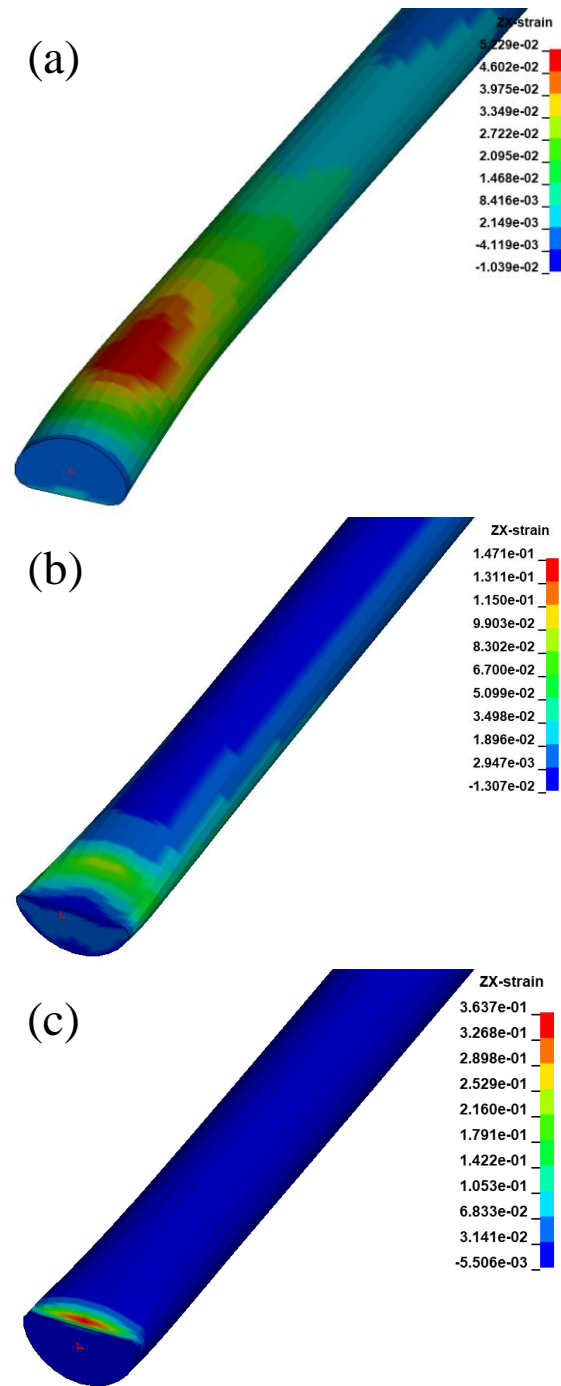 (a)
ZX-strain
5.229e-02
4.602e-02
3.975e-02
3.349e-02
2.722e-02
2.095e-02
1.468e-02
8.416e-03
2.149e-03
-4.119e-03
-1.039e-02
(b)
ZX-strain
1.471e-01
1.311e-01
1.150e-01
9.903e-02
8.302e-02
6.700e-02
5.099e-02
3.498e-02
1.896e-02
2.947e-03
-1.307e-02
(c)
ZX-strain
3.637e-01
3.268e-01
2.898e-01
2.529e-01
2.160e-01
1.791e-01
1.422e-01
1.053e-01
6.833e-02
3.141e-02
-5.506e-03